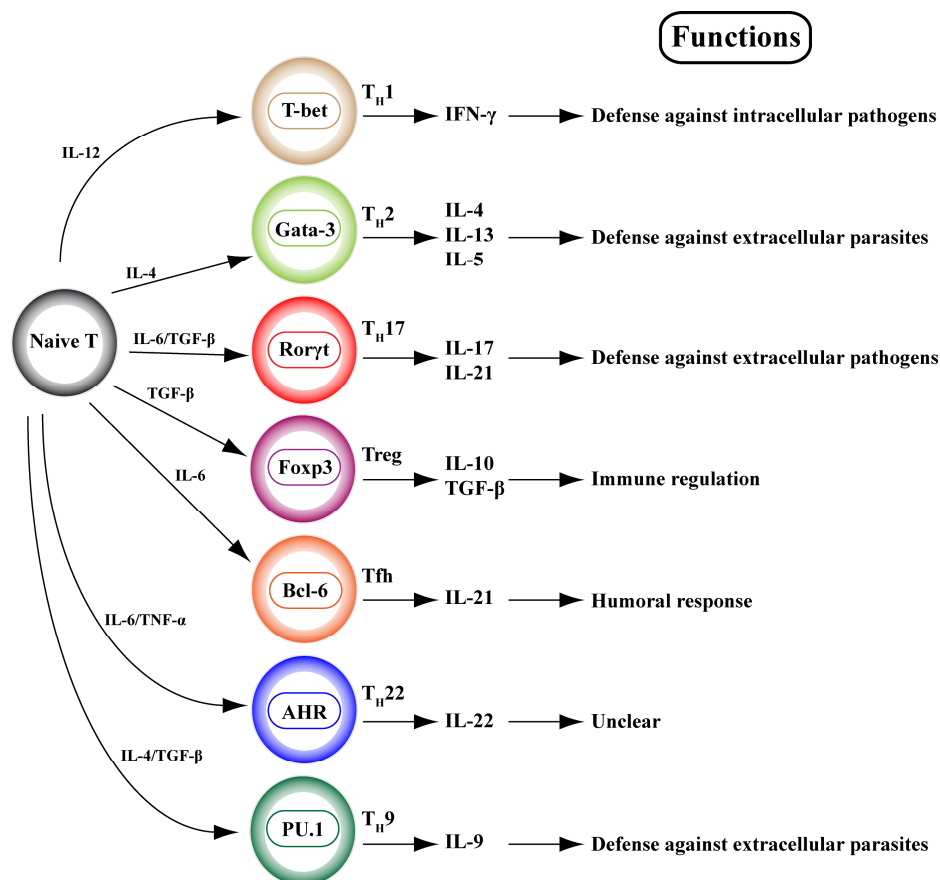 Functions
T-bet
TH1
IFN-γ
Defense against intracellular pathogens
IL-12
Gata-3
TH2
IL-4
IL-13
IL-5
Defense against extracellular parasites
IL-4
Naive T
IL-6/TGF-β
Rorγt
TH17
IL-17
IL-21
Defense against extracellular pathogens
TGF-β
Foxp3
Treg
IL-10
TGF-β
Immune regulation
IL-6
Bcl-6
Tfh
IL-21
Humoral response
IL-6/TNF-α
AHR
TH22
IL-22
Unclear
IL-4/TGF-β
PU.1
TH9
IL-9
Defense against extracellular parasites